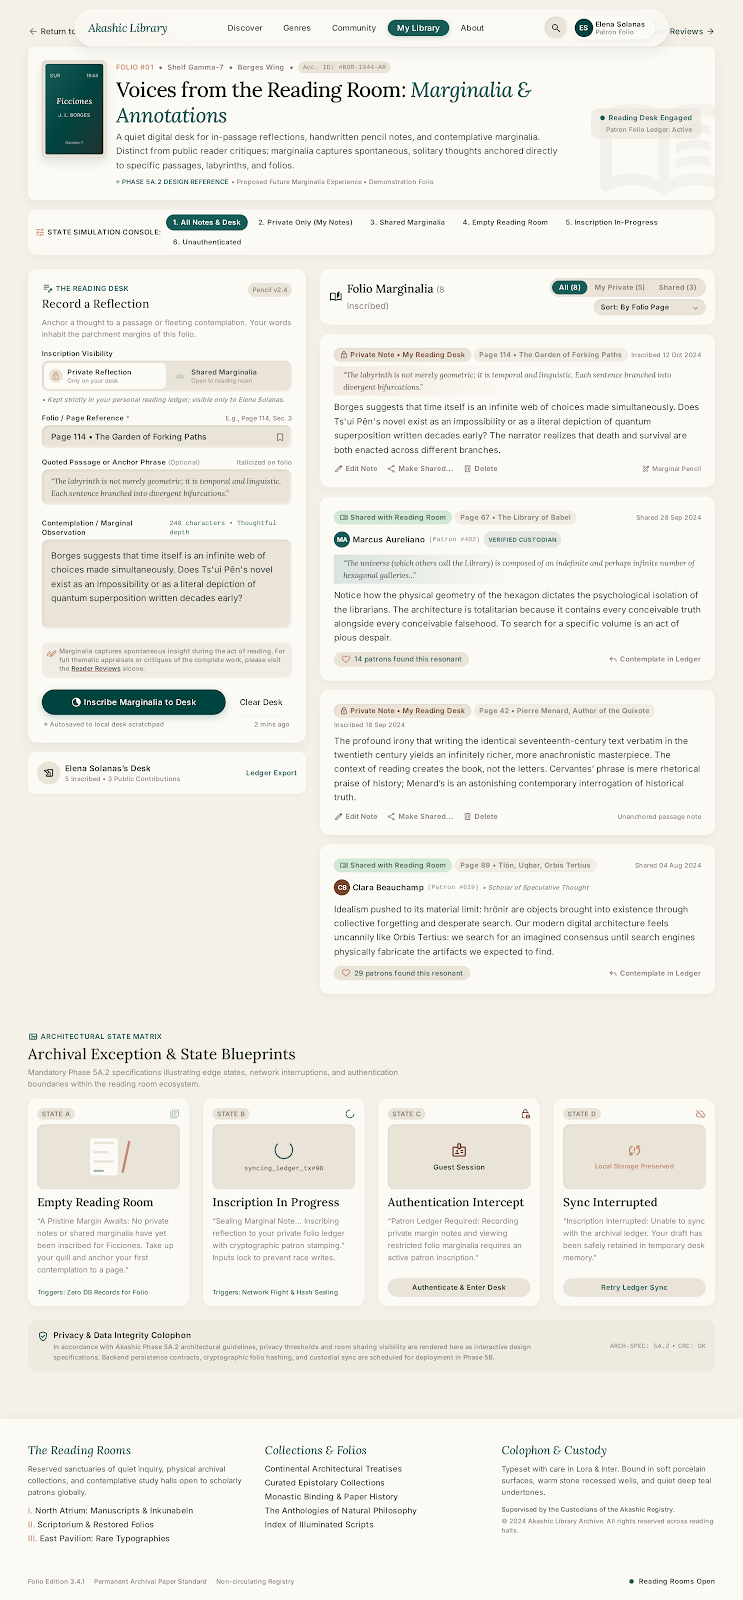 Return to
Akashic Library
Discover
Genres
Community
My Library
About
ES
Elena Solanas
Patron Folio
Reviews
SUR 1944
Ficciones
J. L. BORGES
Gamma-7
FOLIO #01 • Shelf Gamma-7 • Borges Wing • Acc. ID: #BOR-1944-AR
Voices from the Reading Room: Marginalia &
Annotations
A quiet digital desk for in-passage reflections, handwritten pencil notes, and contemplative marginalia.
Distinct from public reader critiques: marginalia captures spontaneous, solitary thoughts anchored directly
to specific passages, labyrinths, and folios.
PHASE 5A.2 DESIGN REFERENCE • Proposed Future Marginalia Experience • Demonstration Folio
Reading Desk Engaged
Patron Folio Ledger: Active
STATE SIMULATION CONSOLE:
1. All Notes & Desk
2. Private Only (My Notes)
3. Shared Marginalia
4. Empty Reading Room
5. Inscription In-Progress
6. Unauthenticated
THE READING DESK
Pencil v2.4
Record a Reflection
Anchor a thought to a passage or fleeting contemplation. Your words
inhabit the parchment margins of this folio.
Inscription Visibility
Private Reflection
Only on your desk
Shared Marginalia
Open to reading room
• Kept strictly in your personal reading ledger; visible only to Elena Solanas.
Folio / Page Reference *
E.g., Page 114, Sec. 3
Page 114 • The Garden of Forking Paths
Quoted Passage or Anchor Phrase (Optional)
Italicized on folio
"The labyrinth is not merely geometric; it is temporal and linguistic.
Each sentence branched into divergent bifurcations."
Contemplation / Marginal
Observation
248 characters • Thoughtful
depth
Borges suggests that time itself is an infinite web of
choices made simultaneously. Does Ts'ui Pên's novel
exist as an impossibility or as a literal depiction of
quantum superposition written decades early?
Marginalia captures spontaneous insight during the act of reading. For
full thematic appraisals or critiques of the complete work, please visit
the Reader Reviews alcove.
Inscribe Marginalia to Desk
Clear Desk
Autosaved to local desk scratchpad
2 mins ago
Elena Solanas's Desk
5 Inscribed • 3 Public Contributions
Ledger Export
Folio Marginalia (8
Inscribed)
All (8)
My Private (5)
Shared (3)
Sort: By Folio Page
Private Note • My Reading Desk
Page 114 • The Garden of Forking Paths
Inscribed 12 Oct 2024
"The labyrinth is not merely geometric; it is temporal and linguistic. Each sentence branched into
divergent bifurcations."
Borges suggests that time itself is an infinite web of choices made simultaneously. Does
Ts'ui Pên's novel exist as an impossibility or as a literal depiction of quantum
superposition written decades early? The narrator realizes that death and survival are
both enacted across different branches.
Edit Note
Make Shared...
Delete
Marginal Pencil
Shared with Reading Room
Page 67 • The Library of Babel
Shared 28 Sep 2024
MA
Marcus Aureliano (Patron #402)
VERIFIED CUSTODIAN
"The universe (which others call the Library) is composed of an indefinite and perhaps infinite number of
hexagonal galleries..."
Notice how the physical geometry of the hexagon dictates the psychological isolation of
the librarians. The architecture is totalitarian because it contains every conceivable truth
alongside every conceivable falsehood. To search for a specific volume is an act of
pious despair.
14 patrons found this resonant
Contemplate in Ledger
Private Note • My Reading Desk
Page 42 • Pierre Menard, Author of the Quixote
Inscribed 18 Sep 2024
The profound irony that writing the identical seventeenth-century text verbatim in the
twentieth century yields an infinitely richer, more anachronistic masterpiece. The
context of reading creates the book, not the letters. Cervantes' phrase is mere rhetorical
praise of history; Menard's is an astonishing contemporary interrogation of historical
truth.
Edit Note
Make Shared...
Delete
Unanchored passage note
Shared with Reading Room
Page 89 • Tlön, Uqbar, Orbis Tertius
Shared 04 Aug 2024
CB
Clara Beauchamp (Patron #619) • Scholar of Speculative Thought
Idealism pushed to its material limit: hrönir are objects brought into existence through
collective forgetting and desperate search. Our modern digital architecture feels
uncannily like Orbis Tertius: we search for an imagined consensus until search engines
physically fabricate the artifacts we expected to find.
29 patrons found this resonant
Contemplate in Ledger
ARCHITECTURAL STATE MATRIX
Archival Exception & State Blueprints
Mandatory Phase 5A.2 specifications illustrating edge states, network interruptions, and authentication
boundaries within the reading room ecosystem.
STATE A
Empty Reading Room
"A Pristine Margin Awaits: No private
notes or shared marginalia have yet
been inscribed for Ficciones. Take up
your quill and anchor your first
contemplation to a page."
Triggers: Zero DB Records for Folio
STATE B
syncing_ledger_tx#98
Inscription In Progress
"Sealing Marginal Note... Inscribing
reflection to your private folio ledger
with cryptographic patron stamping."
Inputs lock to prevent race writes.
Triggers: Network Flight & Hash Sealing
STATE C
Guest Session
Authentication Intercept
"Patron Ledger Required: Recording
private margin notes and viewing
restricted folio marginalia requires an
active patron inscription."
Authenticate & Enter Desk
STATE D
Local Storage Preserved
Sync Interrupted
"Inscription Interrupted: Unable to sync
with the archival ledger. Your draft has
been safely retained in temporary desk
memory."
Retry Ledger Sync
Privacy & Data Integrity Colophon
In accordance with Akashic Phase 5A.2 architectural guidelines, privacy thresholds and room sharing visibility are rendered here as interactive design
specifications. Backend persistence contracts, cryptographic folio hashing, and custodial sync are scheduled for deployment in Phase 5B.
ARCH-SPEC: 5A.2 • CRC: OK
The Reading Rooms
Reserved sanctuaries of quiet inquiry, physical archival
collections, and contemplative study halls open to scholarly
patrons globally.
I. North Atrium: Manuscripts & Inkunabeln
II. Scriptorium & Restored Folios
III. East Pavilion: Rare Typographies
Collections & Folios
Continental Architectural Treatises
Curated Epistolary Collections
Monastic Binding & Paper History
The Anthologies of Natural Philosophy
Index of Illuminated Scripts
Colophon & Custody
Typeset with care in Lora & Inter. Bound in soft porcelain
surfaces, warm stone recessed wells, and quiet deep teal
undertones.
Supervised by the Custodians of the Akashic Registry.
© 2024 Akashic Library Archive. All rights reserved across reading
halls.
Folio Edition 3.4.1
Permanent Archival Paper Standard
Non-circulating Registry
Reading Rooms Open